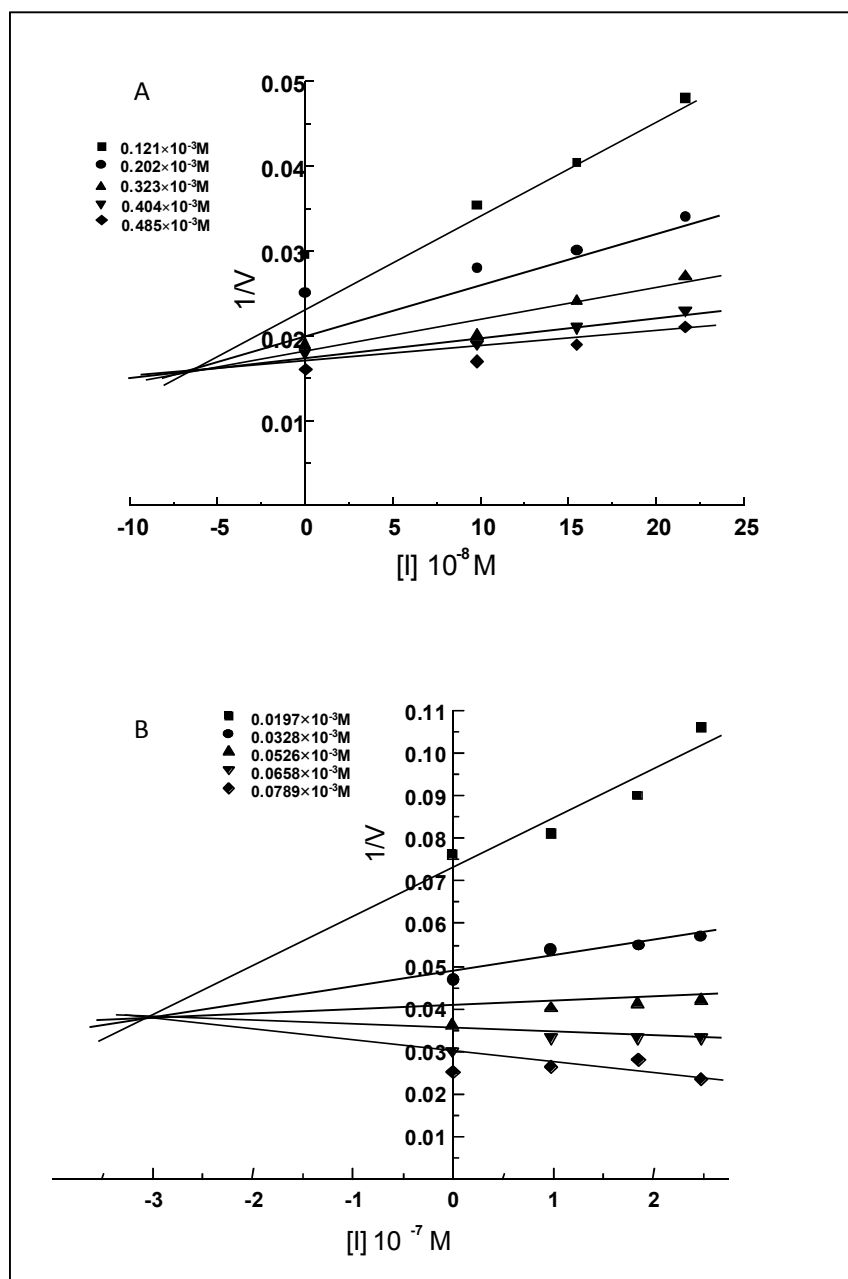 A
0.121×10⁻³M
0.202×10⁻³M
0.323×10⁻³M
0.404×10⁻³M
0.485×10⁻³M
1/V
0.05
0.04
0.03
0.02
0.01
-10 -5 0 5 10 15 20 25
[I] 10⁻⁸ M
B
0.0197×10⁻³M
0.0328×10⁻³M
0.0526×10⁻³M
0.0658×10⁻³M
0.0789×10⁻³M
1/V
0.11
0.10
0.09
0.08
0.07
0.06
0.05
0.04
0.03
0.02
0.01
-3 -2 -1 0 1 2
[I] 10 ⁻⁷ M